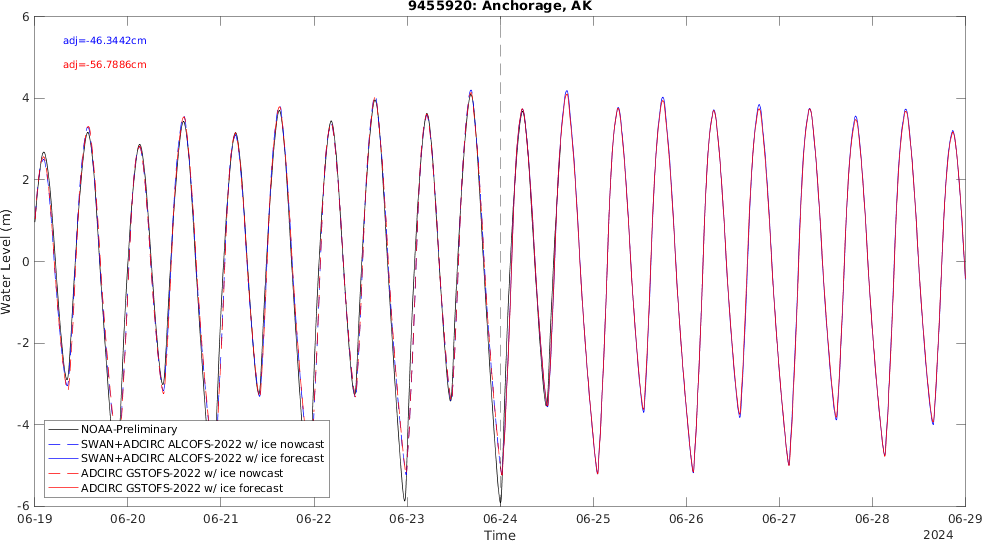 9455920: Anchorage, AK
adj=-46.3442cm
adj=-56.7886cm
6
4
2
0
-2
-4
-6
Water Level (m)
NOAA-Preliminary
SWAN+ADCIRC ALCOFS-2022 w/ ice nowcast
SWAN+ADCIRC ALCOFS-2022 w/ ice forecast
ADCIRC GSTOFS-2022 w/ ice nowcast
ADCIRC GSTOFS-2022 w/ ice forecast
06-19 06-20 06-21 06-22 06-23 06-24 06-25 06-26 06-27 06-28 06-29
Time
2024